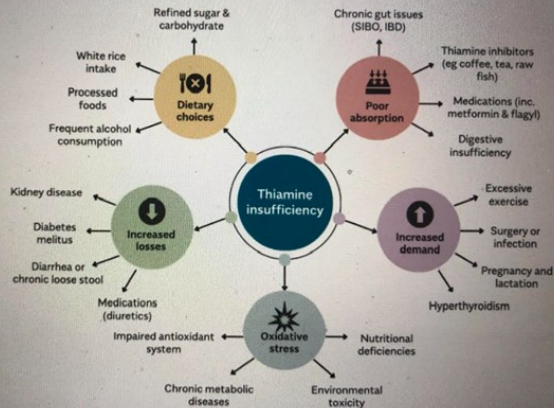 Refined sugar &
carbohydrate
White rice
intake
Processed
foods
Frequent alcohol
consumption
Dietary
choices
Chronic gut issues
(SIBO, IBD)
Thiamine inhibitors
(eg coffee, tea, raw
fish)
Medications (inc.
metformin & flagyl)
Digestive
insufficiency
Poor
absorption
Thiamine
insufficiency
Kidney disease
Diabetes
melitus
Diarrhea or
chronic loose stool
Medications
(diuretics)
Increased
losses
Excessive
exercise
Surgery or
infection
Pregnancy and
lactation
Hyperthyroidism
Increased
demand
Oxidative
stress
Impaired antioxidant
system
Chronic metabolic
diseases
Environmental
toxicity
Nutritional
deficiencies